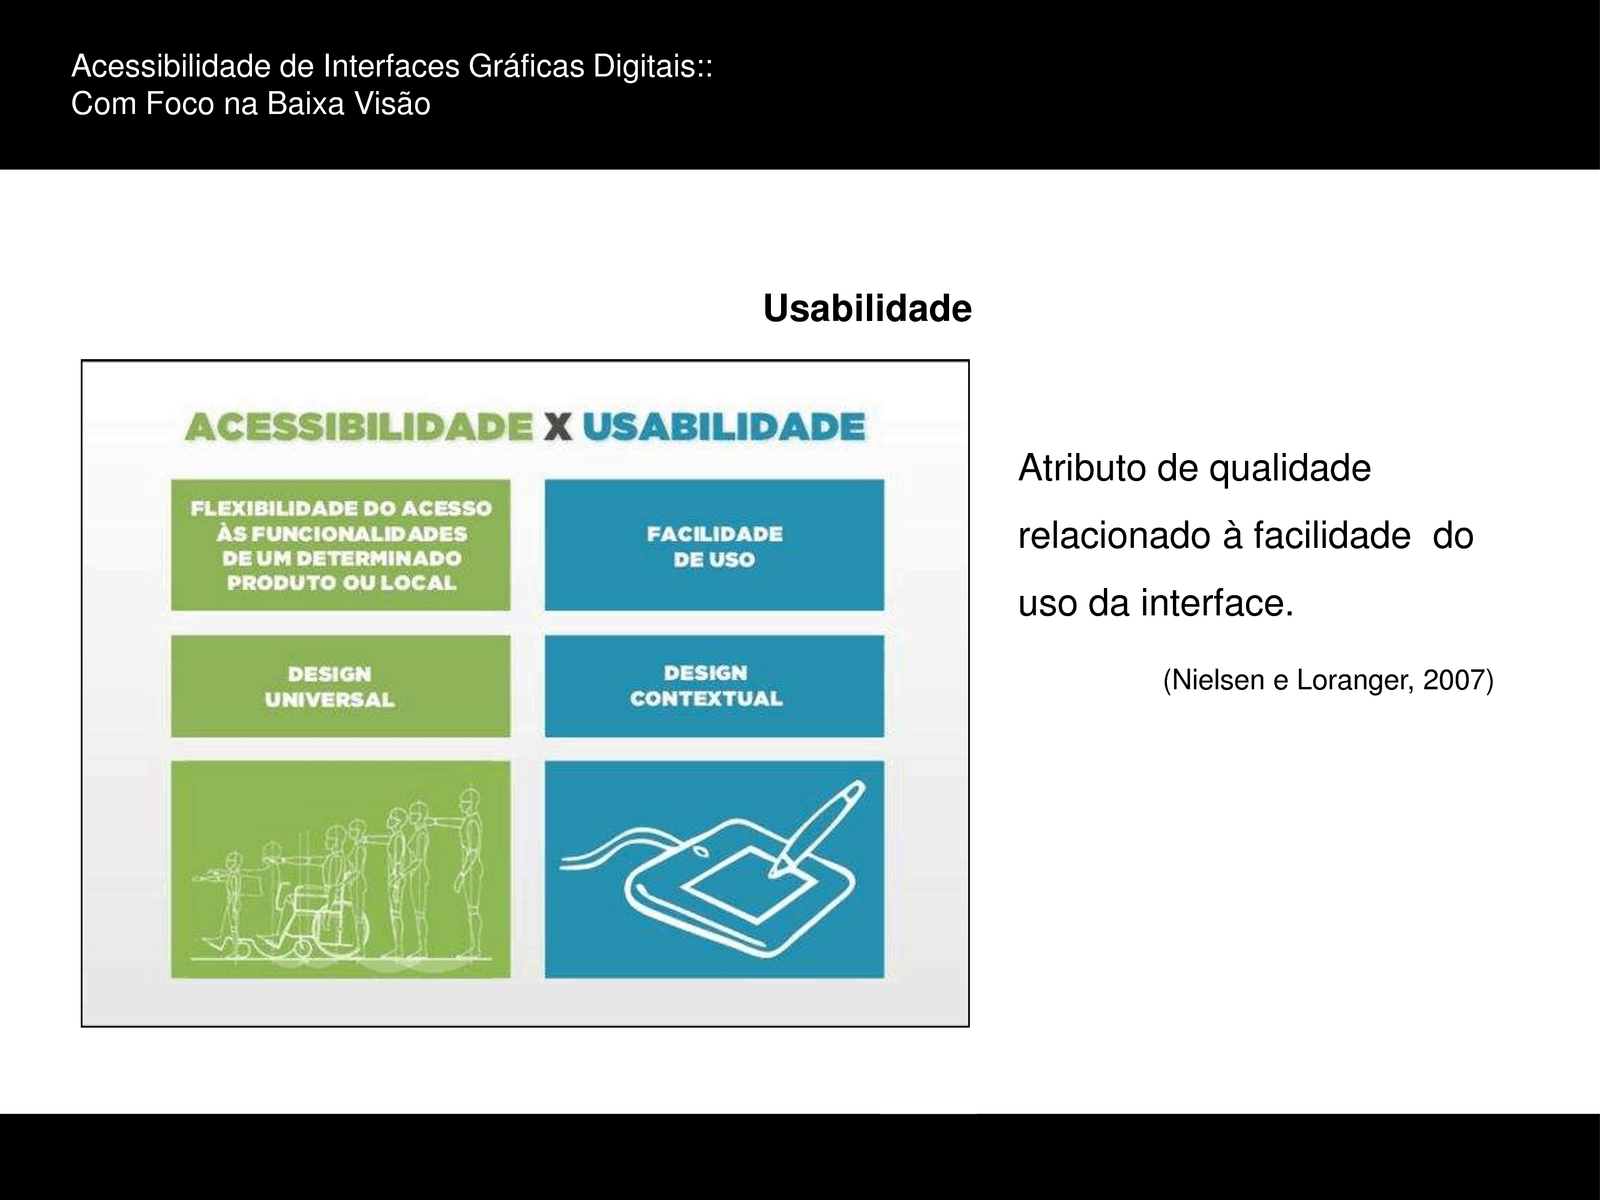 Acessibilidade de Interfaces Gráficas Digitais::
Com Foco na Baixa Visão
Usabilidade
ACESSIBILIDADE X USABILIDADE
FLEXIBILIDADE DO ACESSO
ÀS FUNCIONALIDADES
DE UM DETERMINADO
PRODUTO OU LOCAL
FACILIDADE
DE USO
DESIGN
UNIVERSAL
DESIGN
CONTEXTUAL
Atributo de qualidade
relacionado à facilidade do
uso da interface.
(Nielsen e Loranger, 2007)